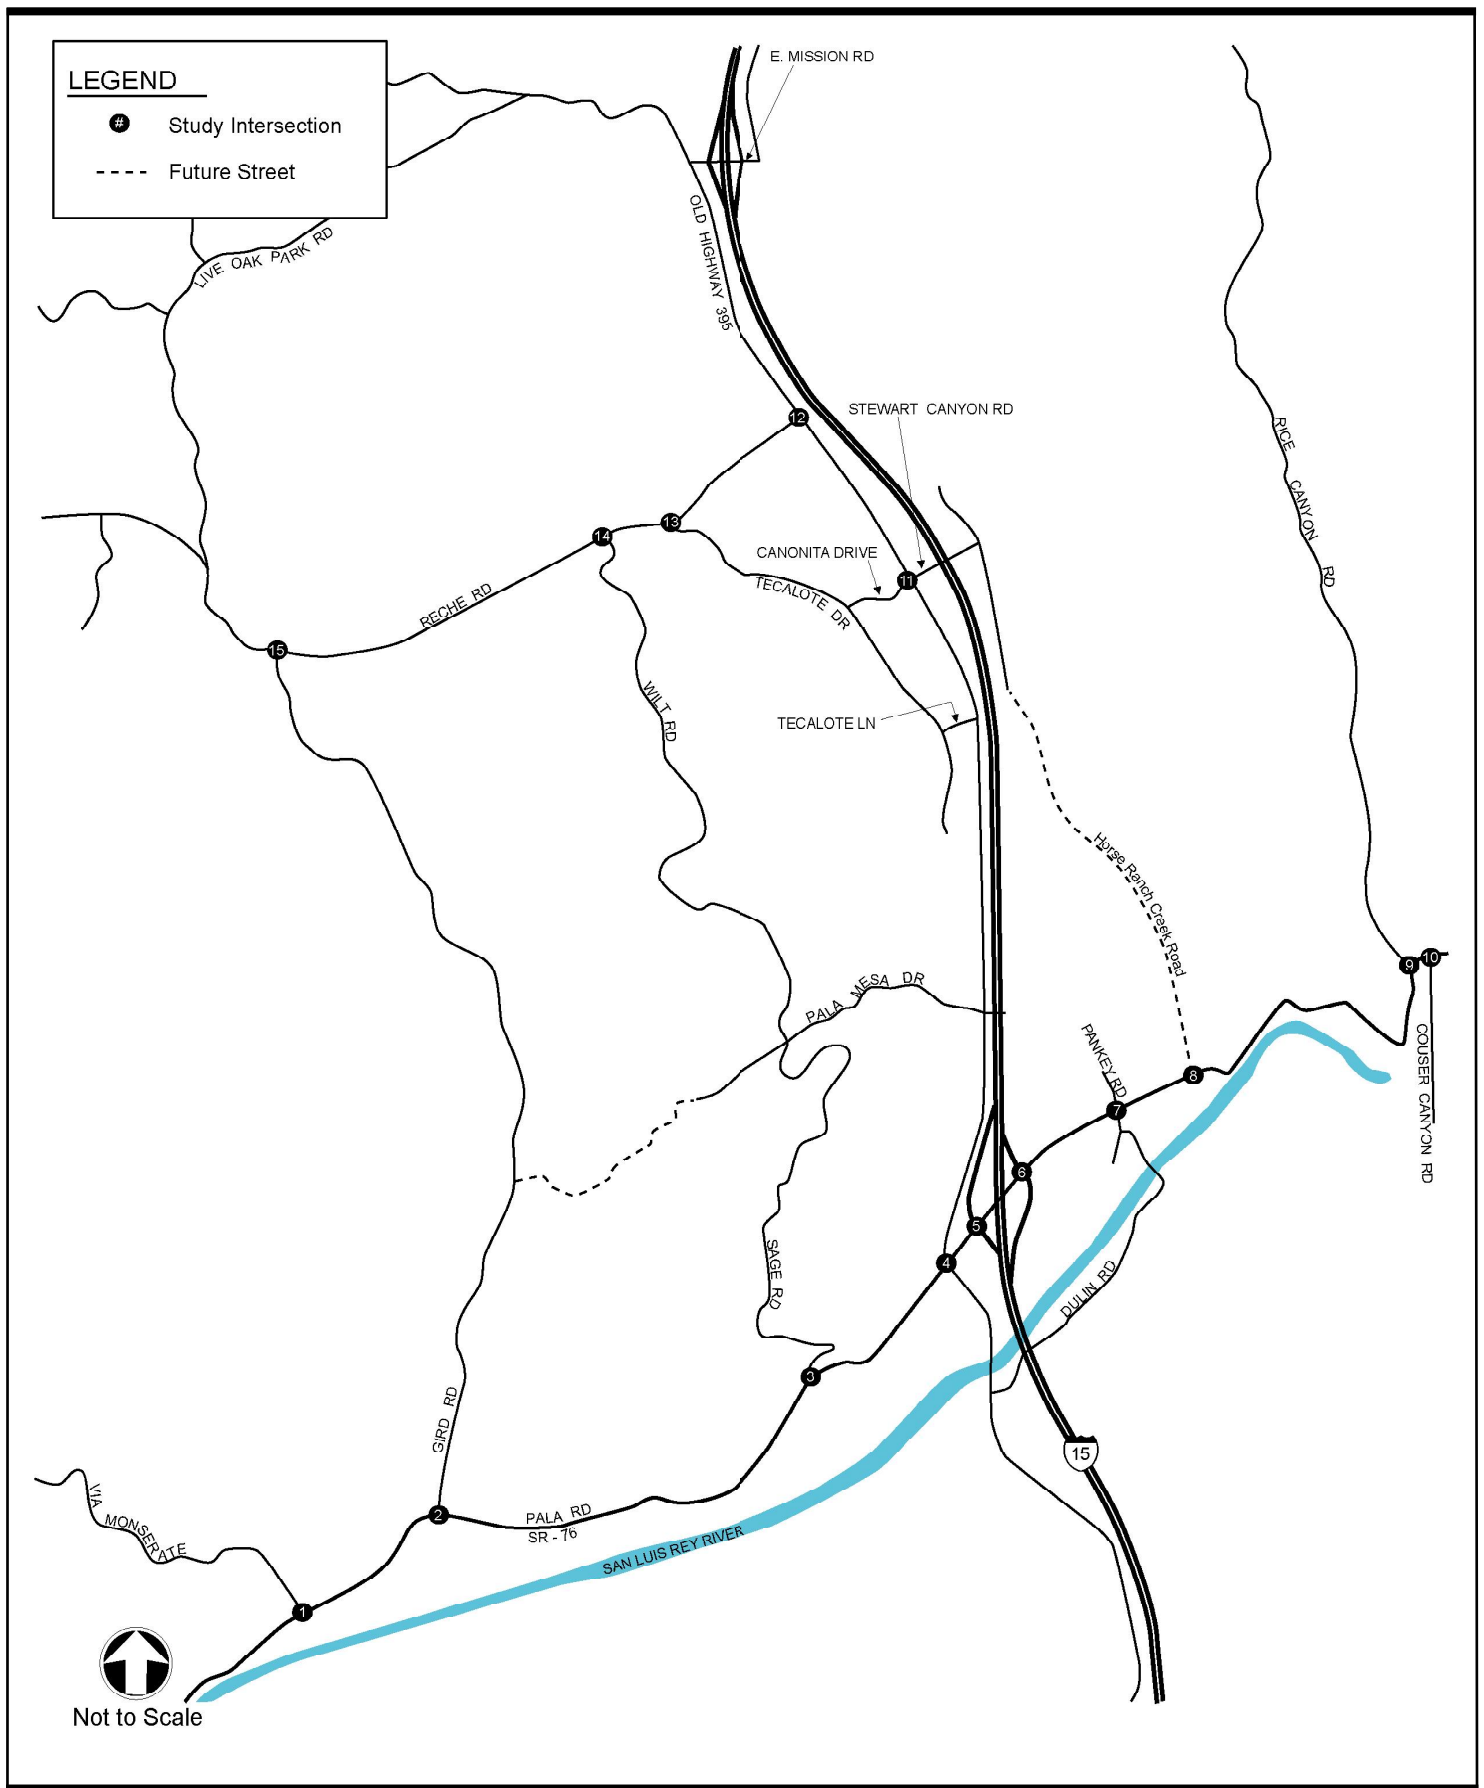 E. MISSION RD
LEGEND
# Study Intersection
Future Street
LIVE OAK PARK RD
OLD HIGHWAY 395
12
STEWART CANYON RD
RICE CANYON RD
13
14
CANONITA DRIVE
11
TECALOTE DR
RECHE RD
15
WILT RD
TECALOTE LN
Horse Ranch Creek Road
9
10
PALA MESA DR
PANKEY RD
COUSER CANYON RD
8
7
6
5
4
SAGE RD
DULIN RD
3
GIRD RD
15
VIA MONSERATE
2
PALA RD
SR - 76
SAN LUIS REY RIVER
1
Not to Scale